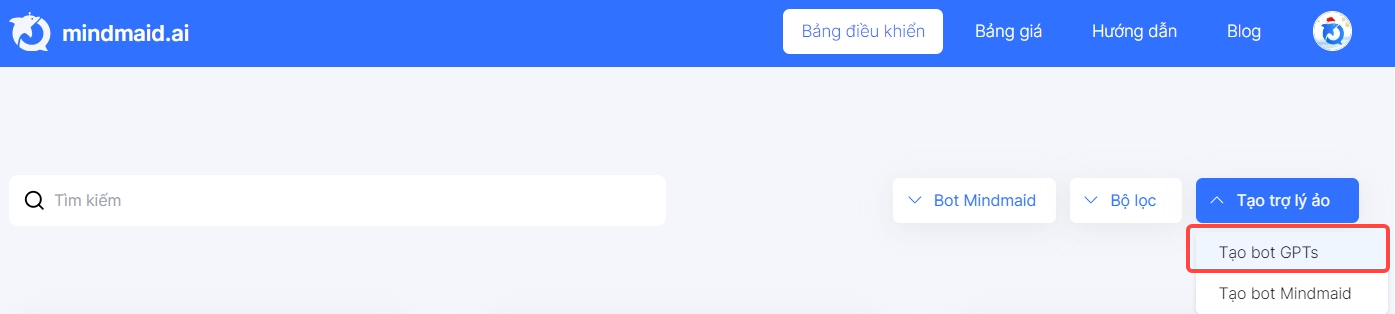 mindmaid.ai
Bảng điều khiển
Bảng giá
Hướng dẫn
Blog
Tìm kiếm
Bot Mindmaid
Bộ lọc
Tạo trợ lý ảo
Tạo bot GPTs
Tạo bot Mindmaid